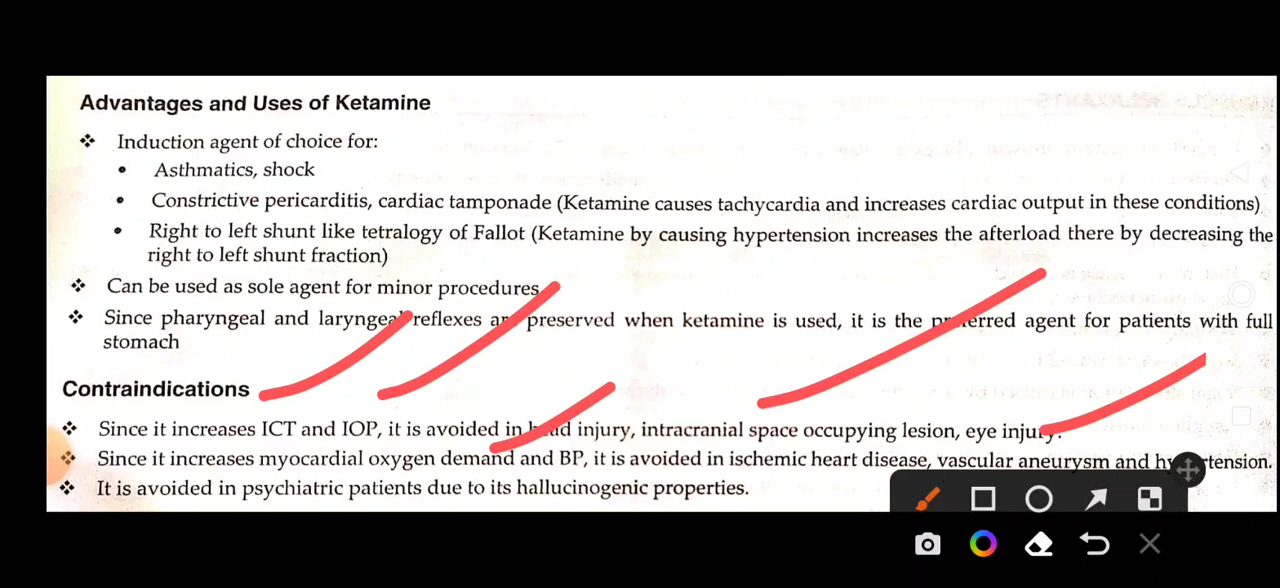 Advantages and Uses of Ketamine
❖ Induction agent of choice for:
• Asthmatics, shock
• Constrictive pericarditis, cardiac tamponade (Ketamine causes tachycardia and increases cardiac output in these conditions)
• Right to left shunt like tetralogy of Fallot (Ketamine by causing hypertension increases the afterload there by decreasing the
right to left shunt fraction)
❖ Can be used as sole agent for minor procedures
❖ Since pharyngeal and laryngeal reflexes are preserved when ketamine is used, it is the preferred agent for patients with full
stomach
Contraindications
❖ Since it increases ICT and IOP, it is avoided in head injury, intracranial space occupying lesion, eye injury.
❖ Since it increases myocardial oxygen demand and BP, it is avoided in ischemic heart disease, vascular aneurysm and hypertension.
❖ It is avoided in psychiatric patients due to its hallucinogenic properties.